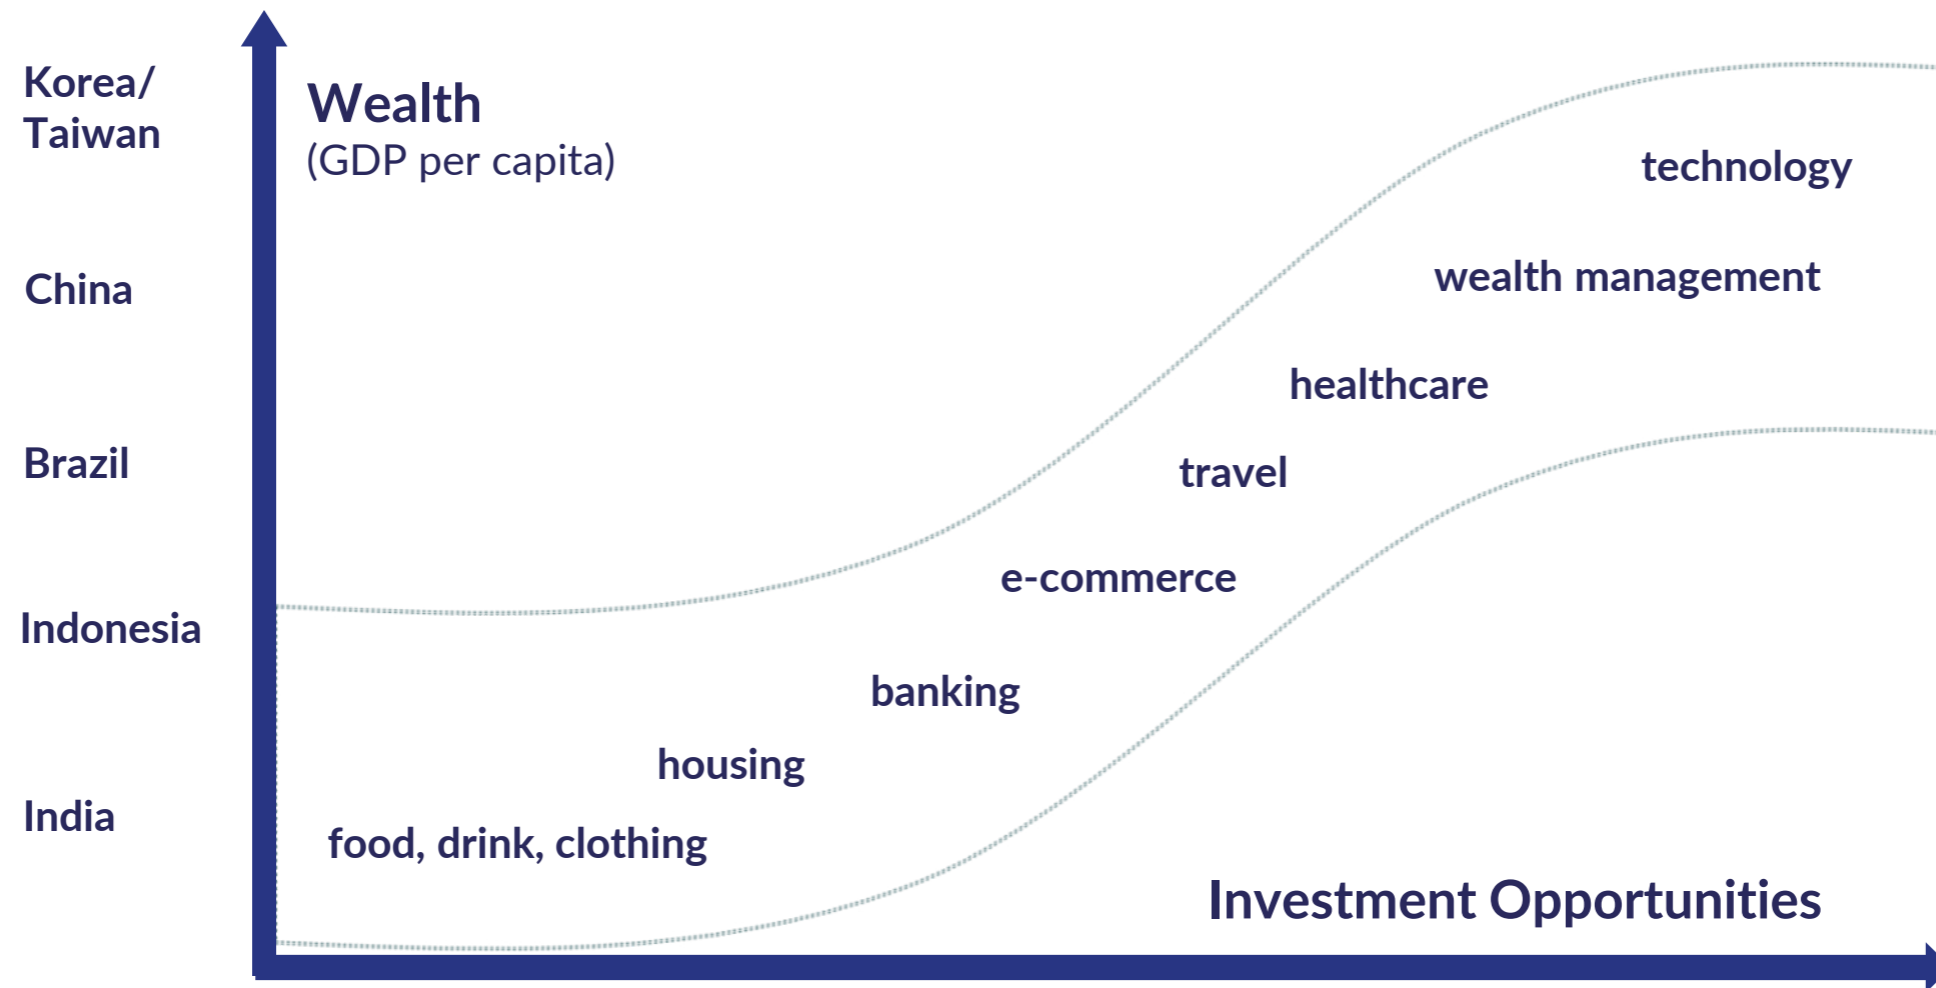 Korea/
Taiwan
Wealth
(GDP per capita)
technology
China
wealth management
healthcare
Brazil
travel
e-commerce
Indonesia
banking
housing
India
food, drink, clothing
Investment Opportunities